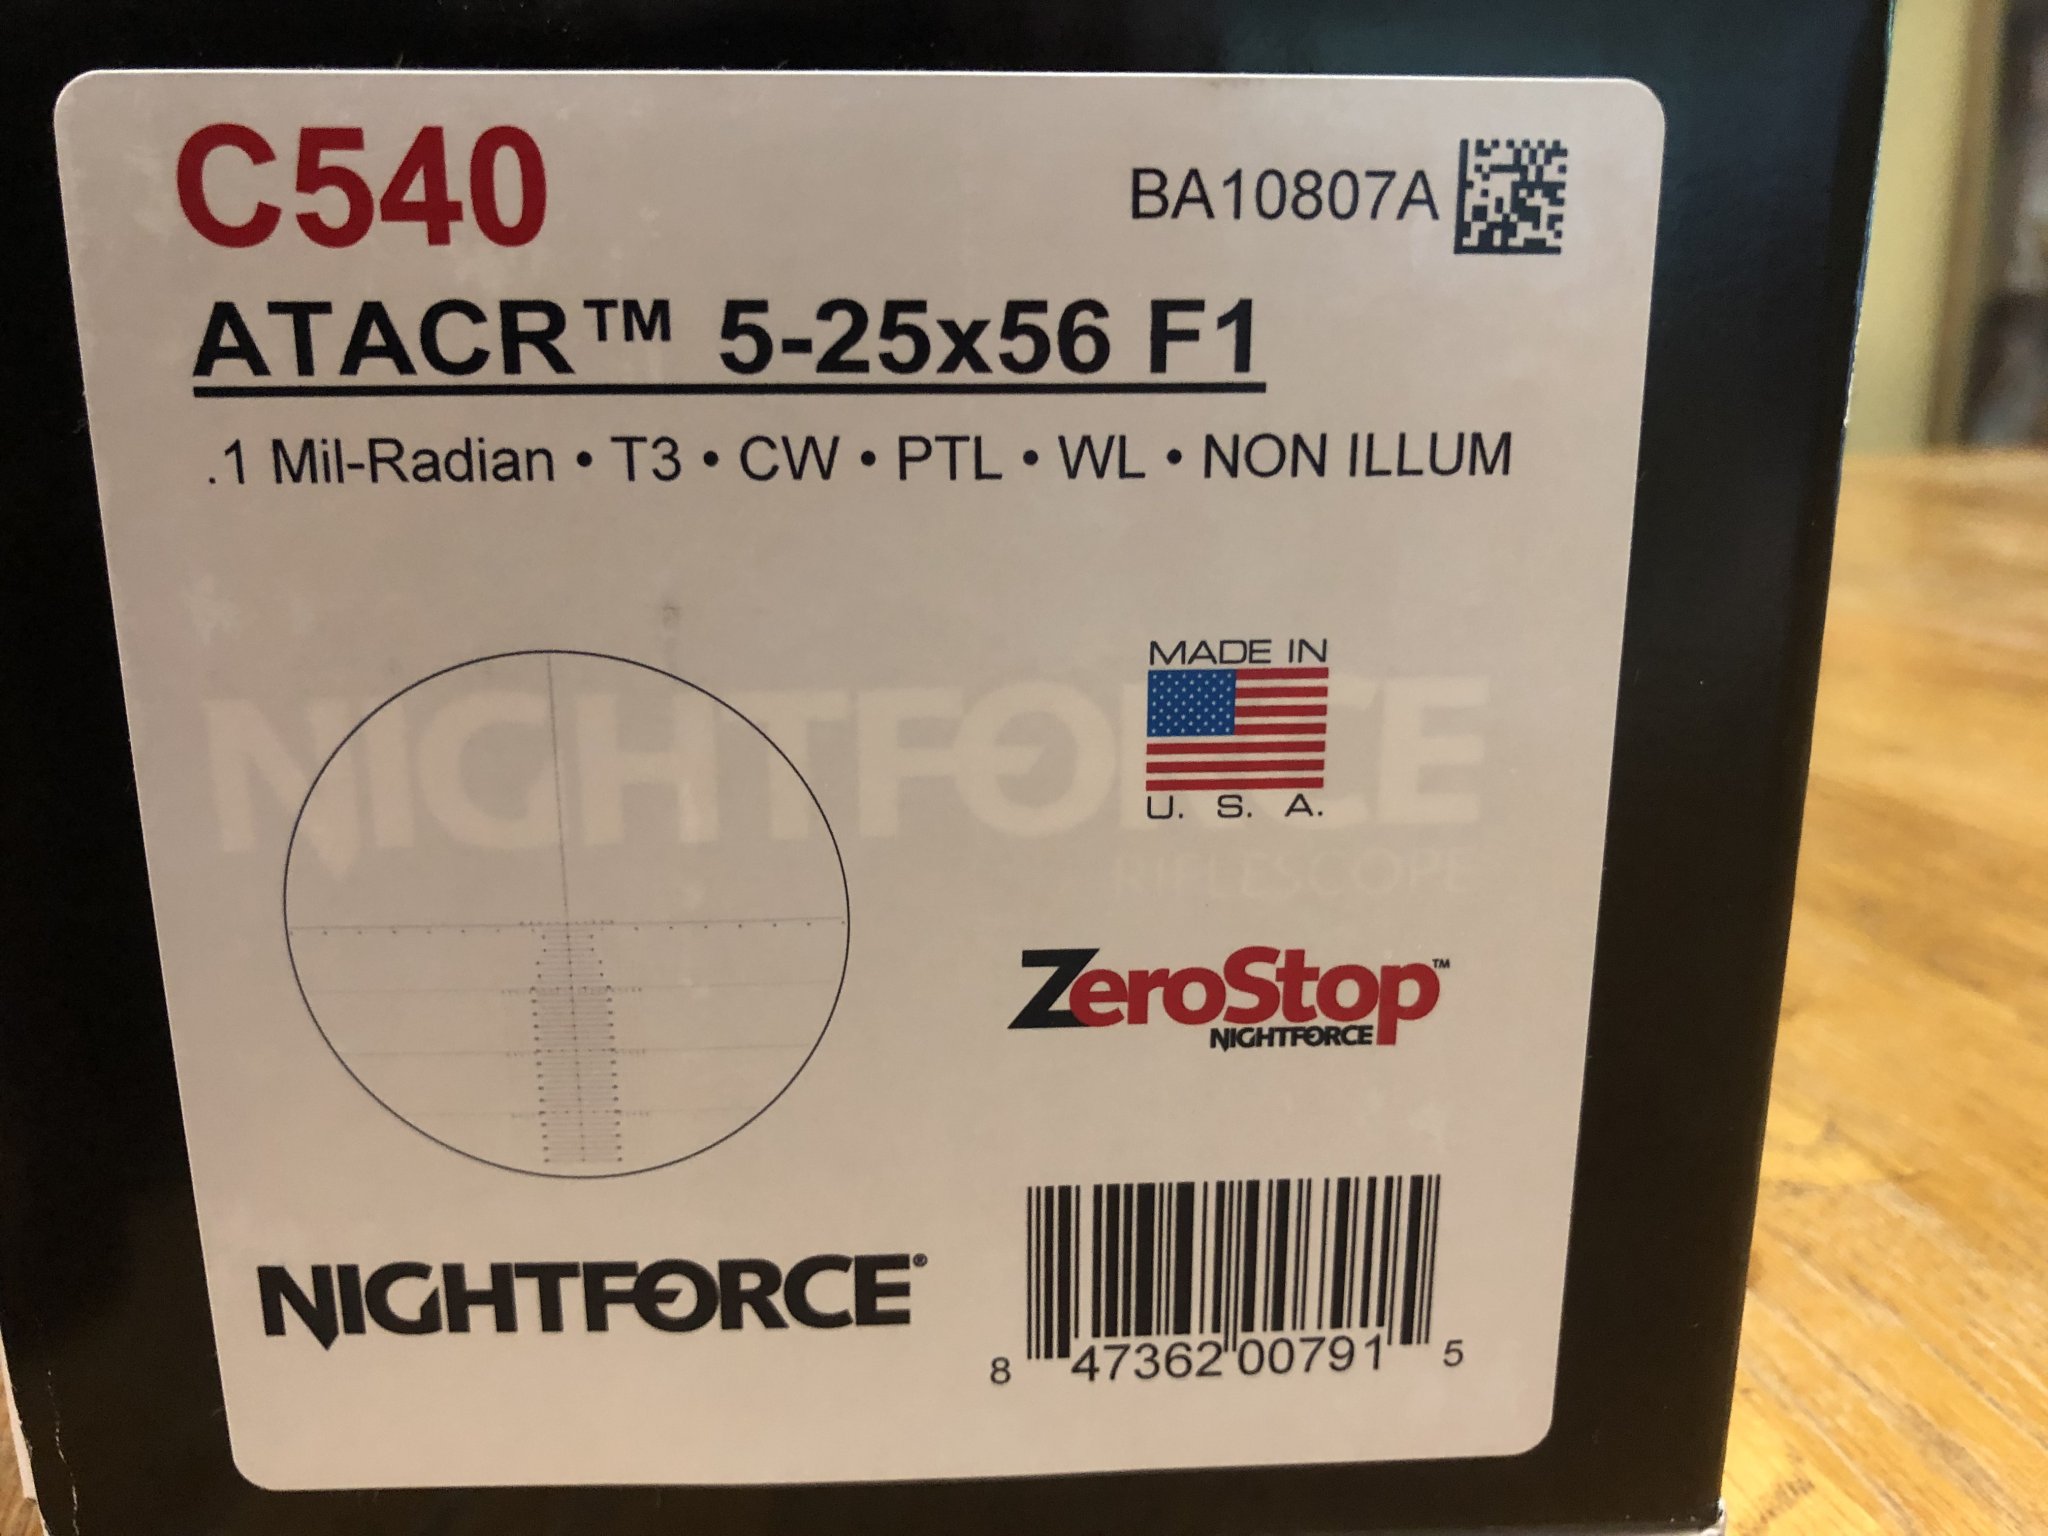 C540
BA10807A
ATACR™ 5-25x56 F1
.1 Mil-Radian • T3 • CW • PTL • WL • NON ILLUM
NIGHTFORCE
RIFLESCOPES
MADE IN
U. S. A.
ZeroStop™
NIGHTFORCE
NIGHTFORCE®
8 47362 00791 5